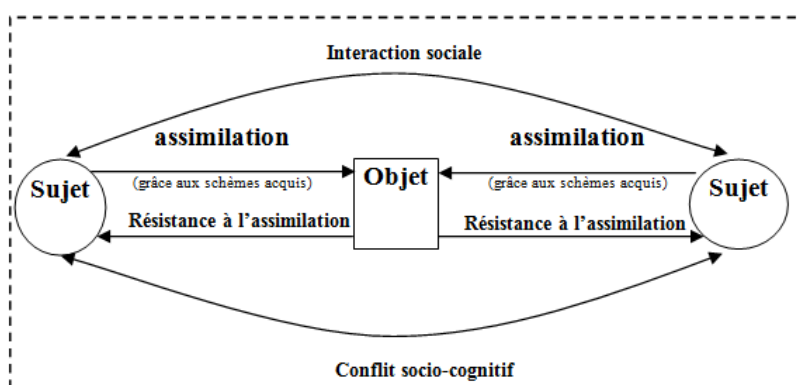 Interaction sociale
assimilation
assimilation
Sujet
(grâce aux schèmes acquis)
Objet
(grâce aux schèmes acquis)
Sujet
Résistance à l’assimilation
Résistance à l’assimilation
Conflit socio-cognitif